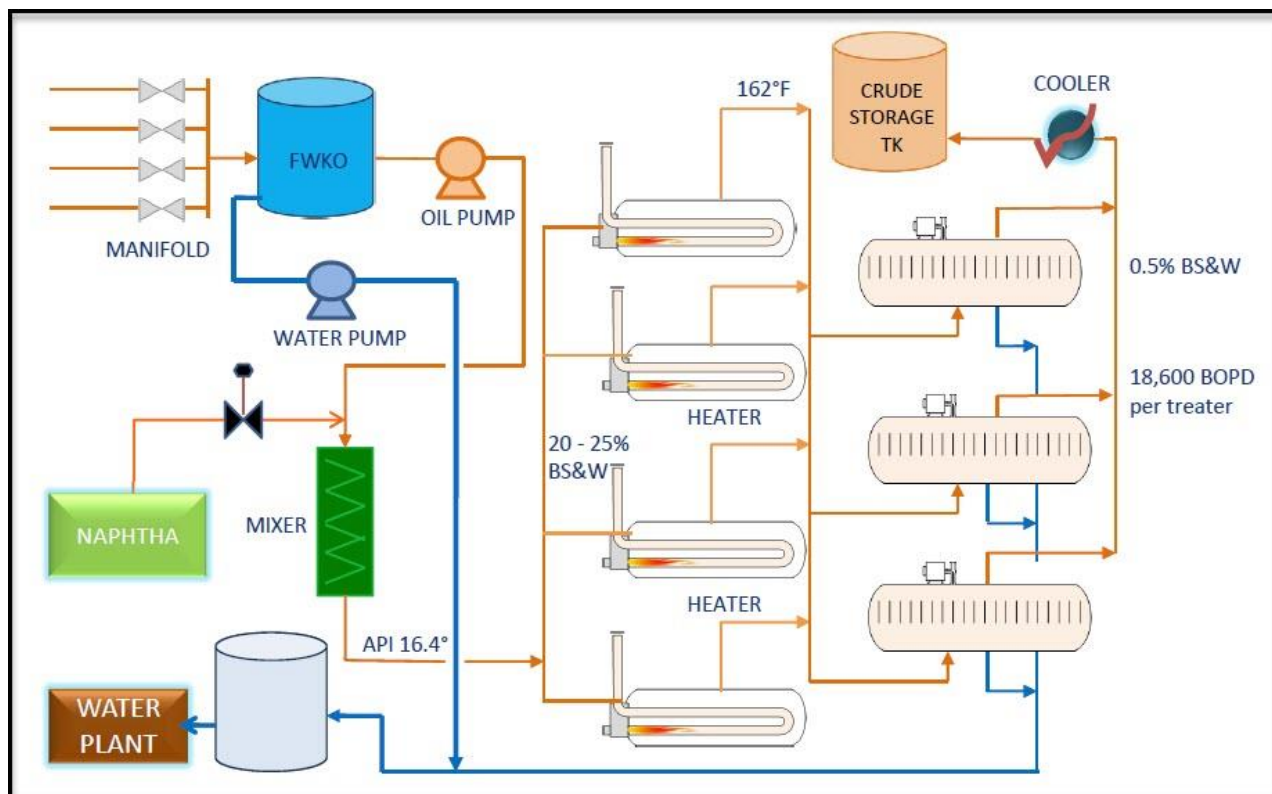 162°F
CRUDE
STORAGE
TK
COOLER
FWKO
OIL PUMP
MANIFOLD
WATER PUMP
0.5% BS&W
18,600 BOPD
per treater
HEATER
20 - 25%
BS&W
NAPHTHA
MIXER
HEATER
API 16.4°
WATER
PLANT